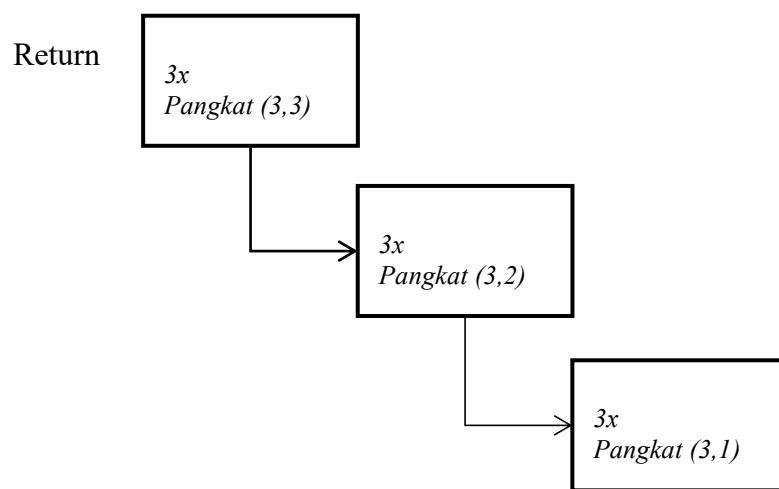 Return
3x
Pangkat (3,3)
3x
Pangkat (3,2)
3x
Pangkat (3,1)